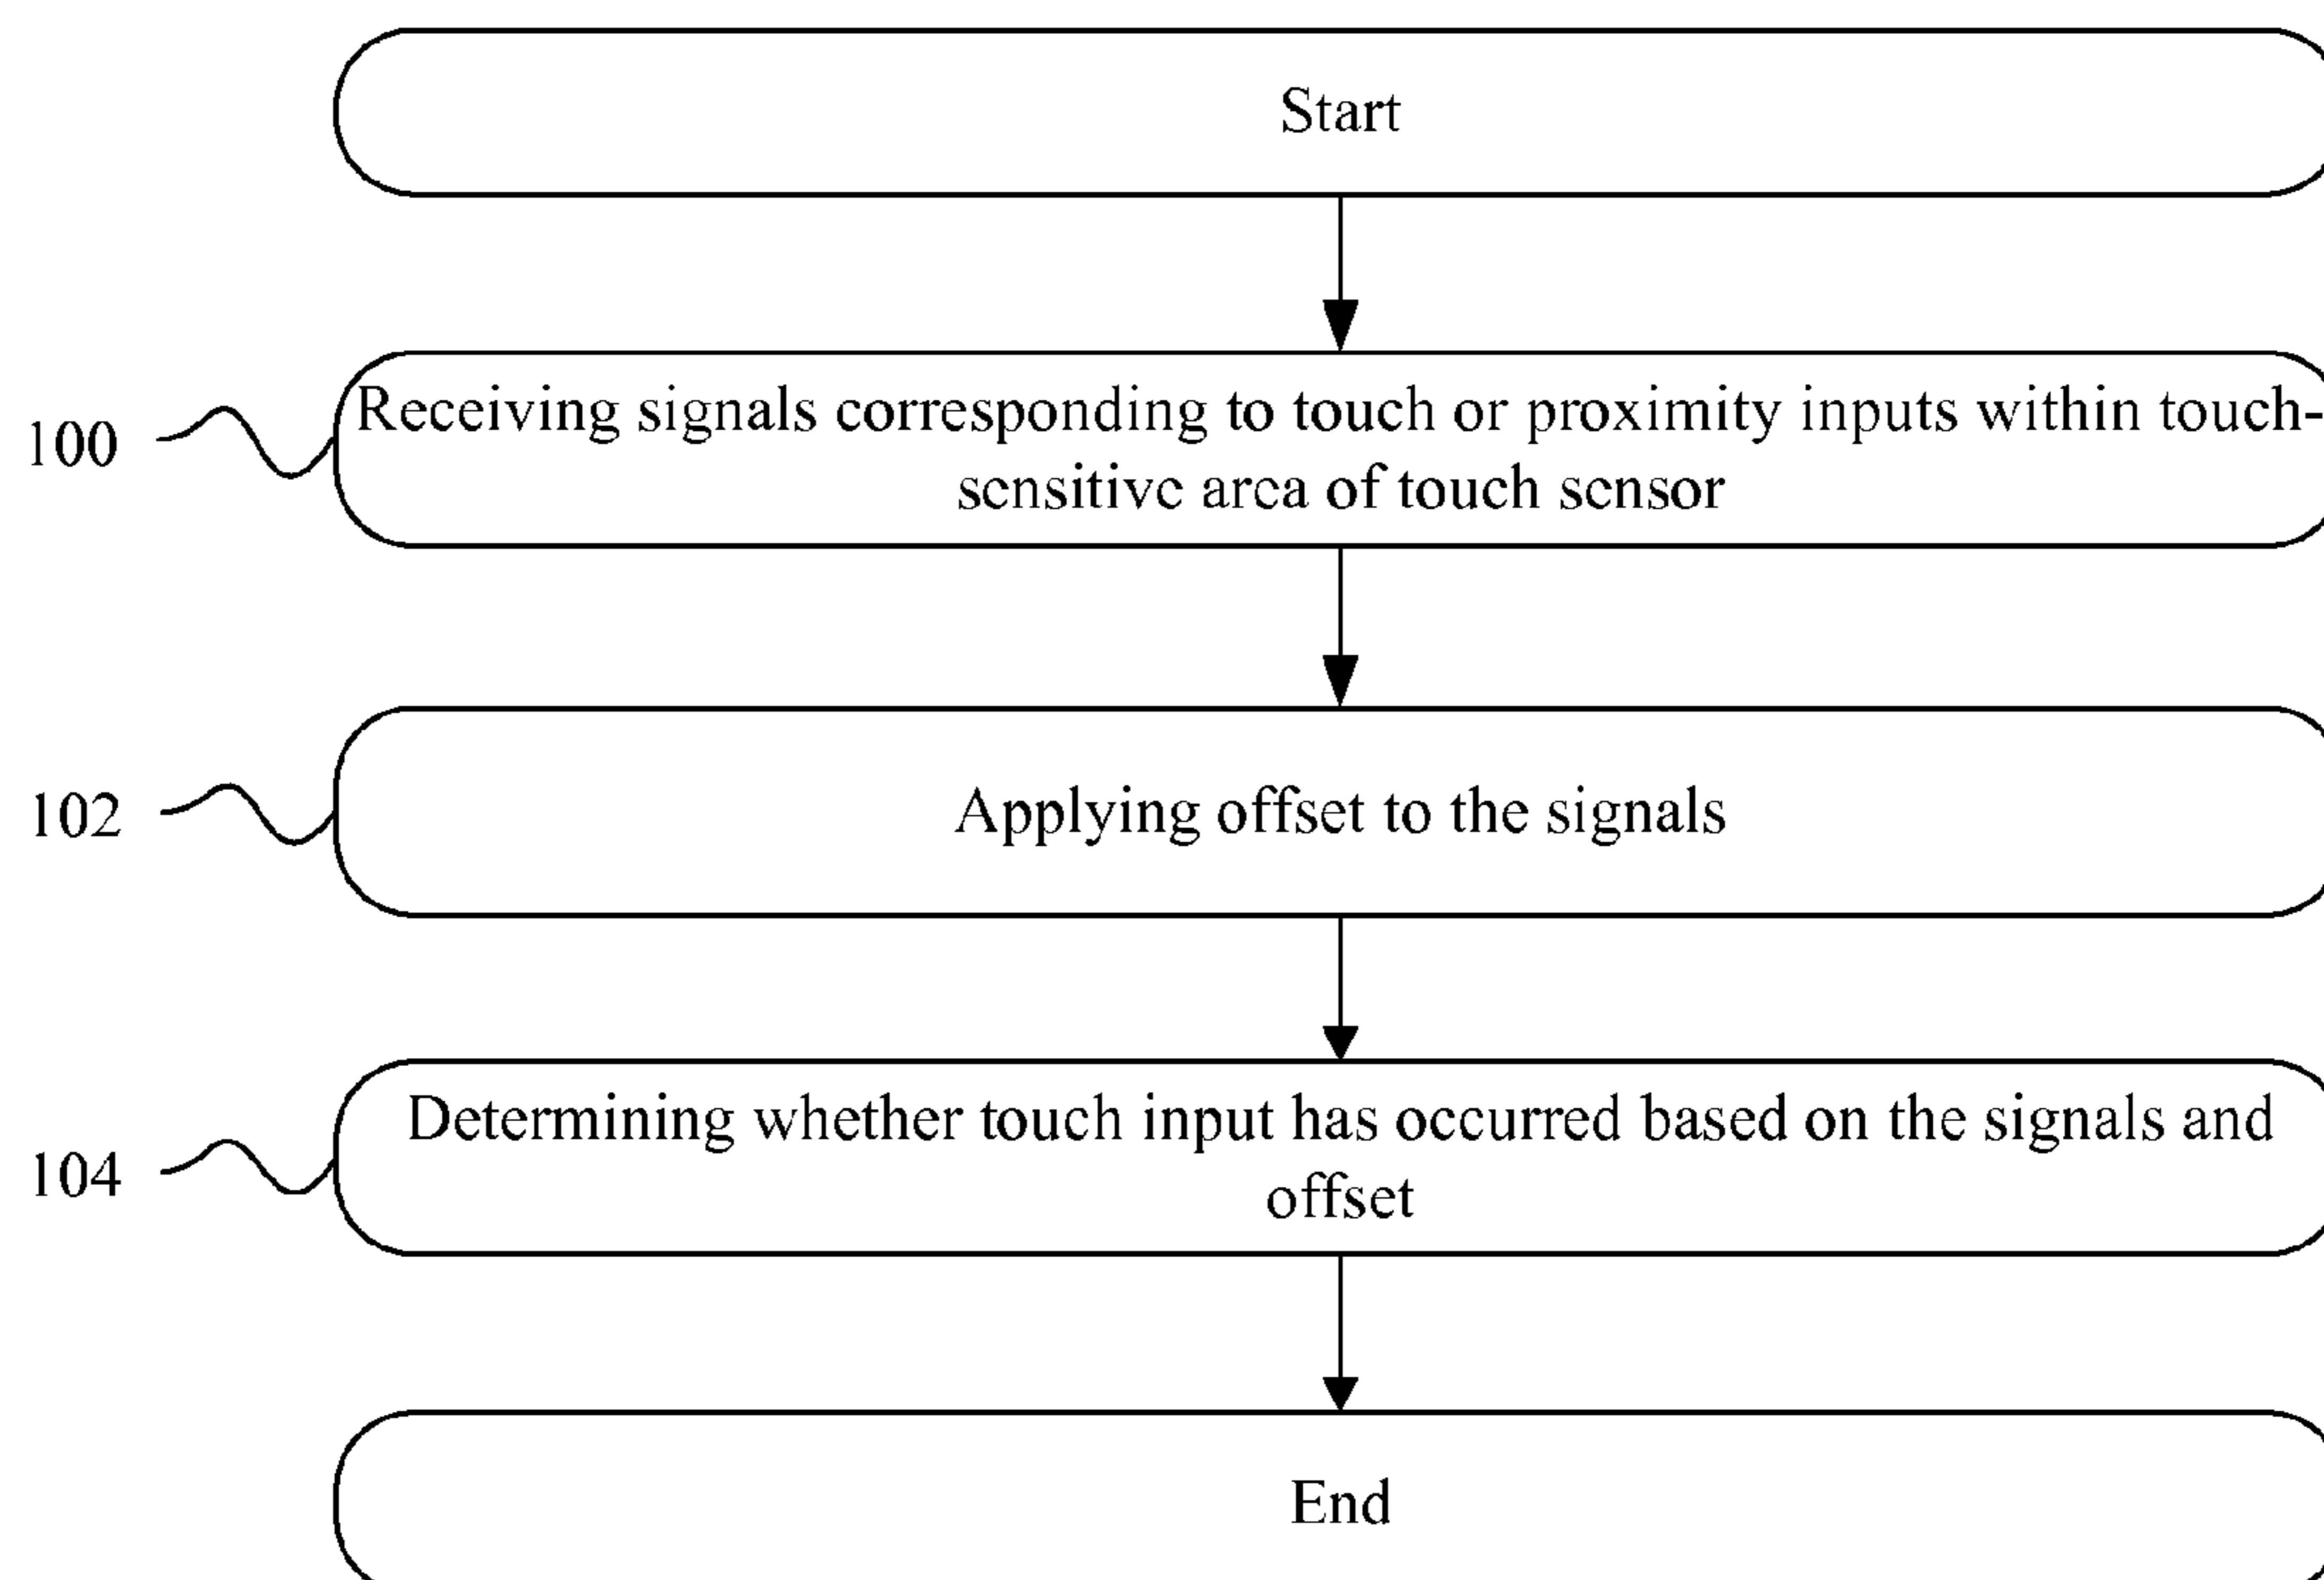 Start
100
Receiving signals corresponding to touch or proximity inputs within touch-
sensitive area of touch sensor
102
Applying offset to the signals
104
Determining whether touch input has occurred based on the signals and
offset
End